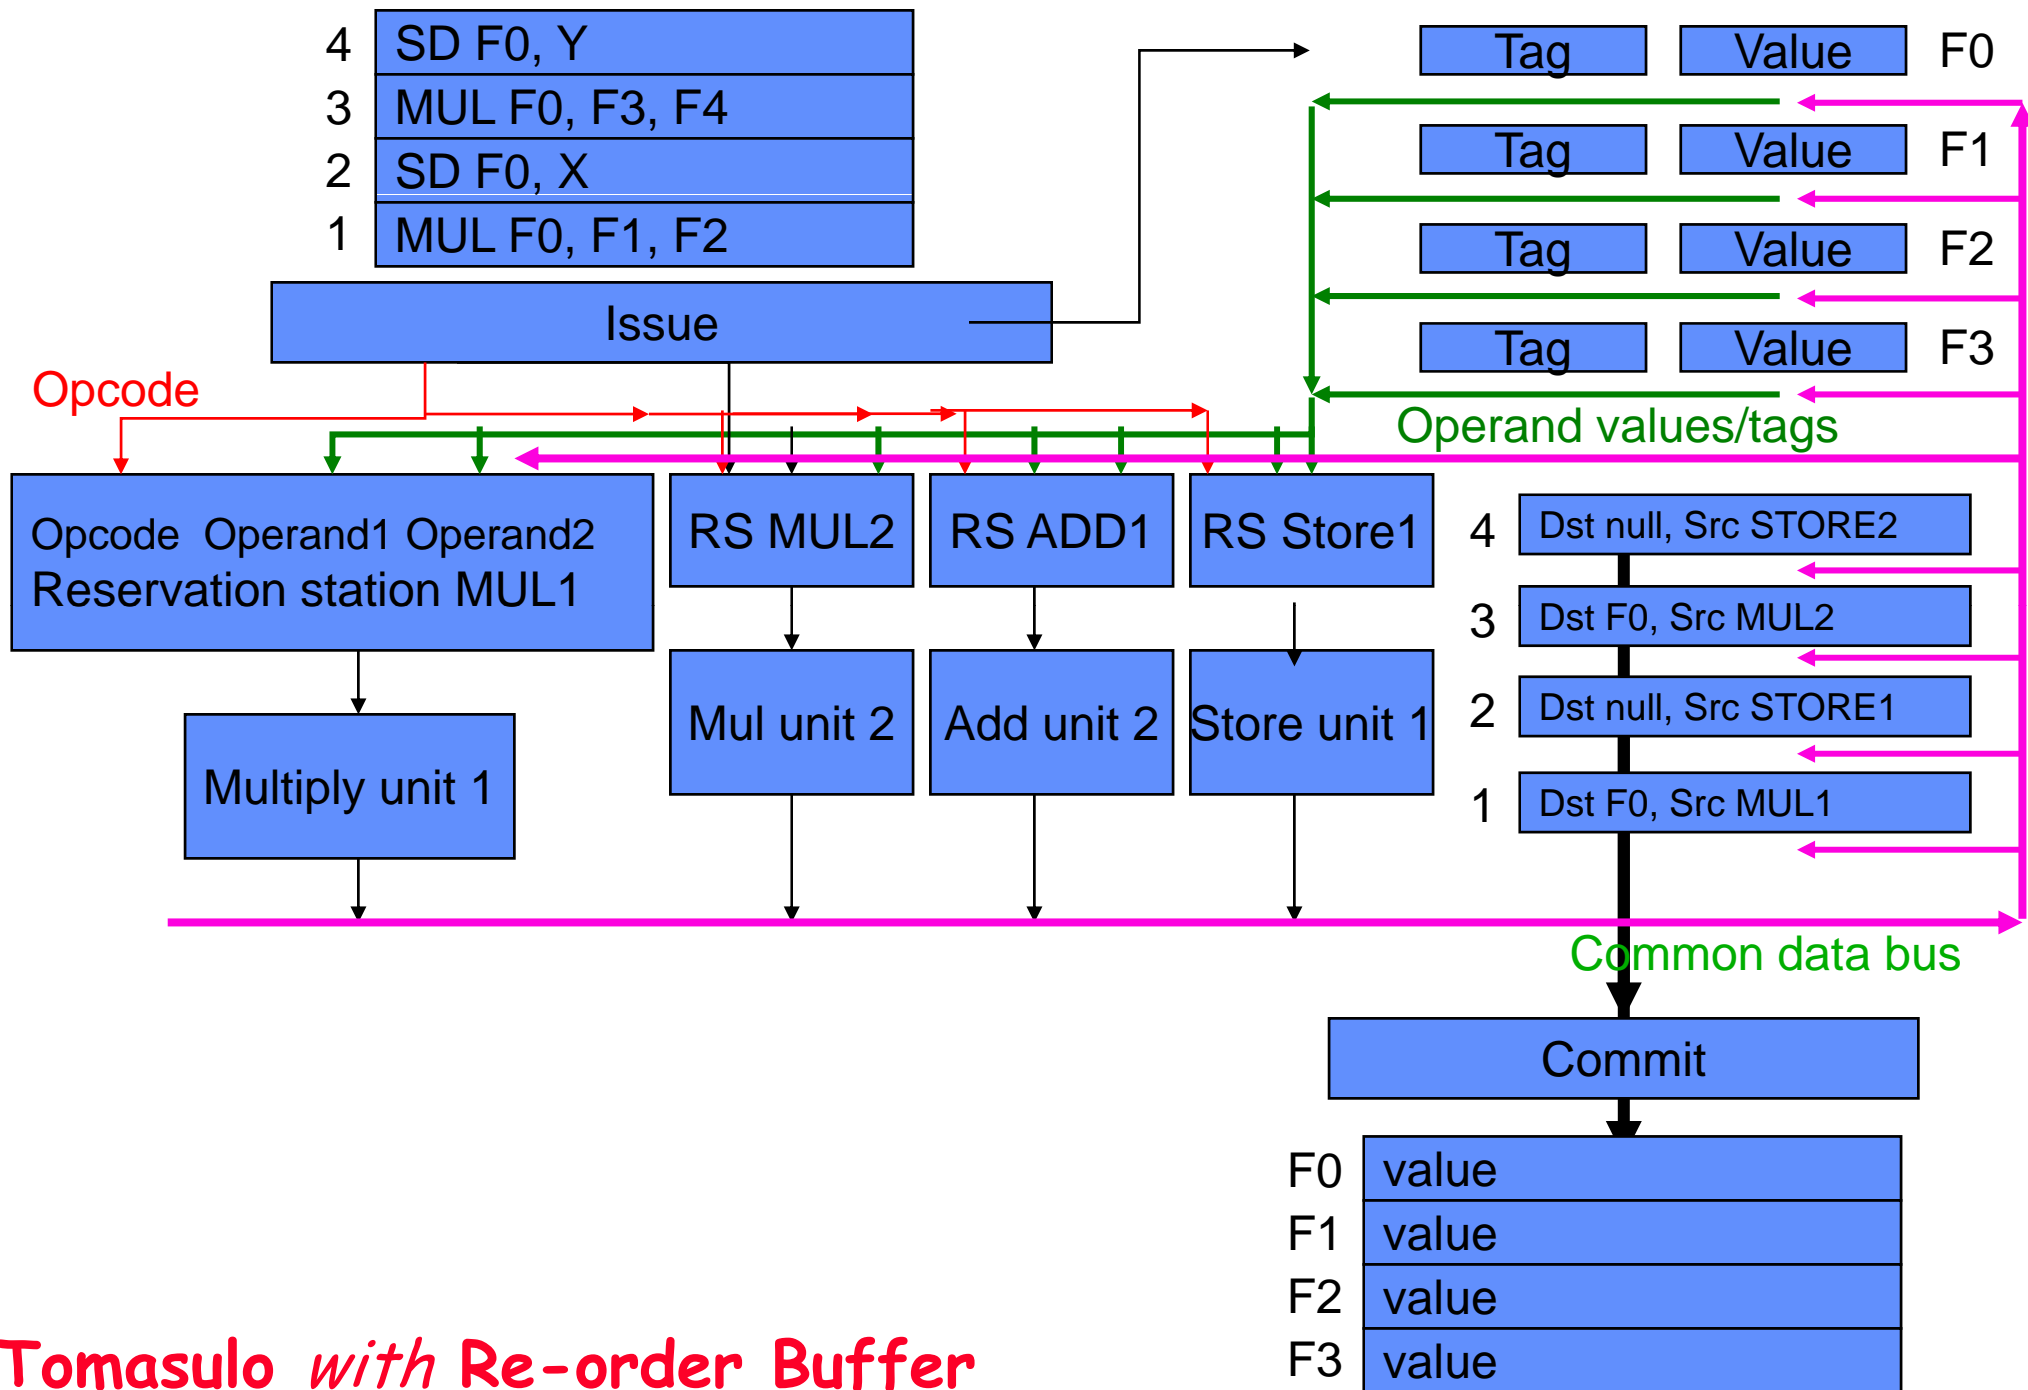 4 SD F0, Y
3 MUL F0, F3, F4
2 SD F0, X
1 MUL F0, F1, F2
Issue
Tag Value F0
Tag Value F1
Tag Value F2
Tag Value F3
Opcode
Operand values/tags
Opcode Operand1 Operand2
Reservation station MUL1
RS MUL2
RS ADD1
RS Store1
Multiply unit 1
Mul unit 2
Add unit 2
Store unit 1
4 Dst null, Src STORE2
3 Dst F0, Src MUL2
2 Dst null, Src STORE1
1 Dst F0, Src MUL1
Common data bus
Commit
F0 value
F1 value
F2 value
F3 value
Tomasulo with Re-order Buffer